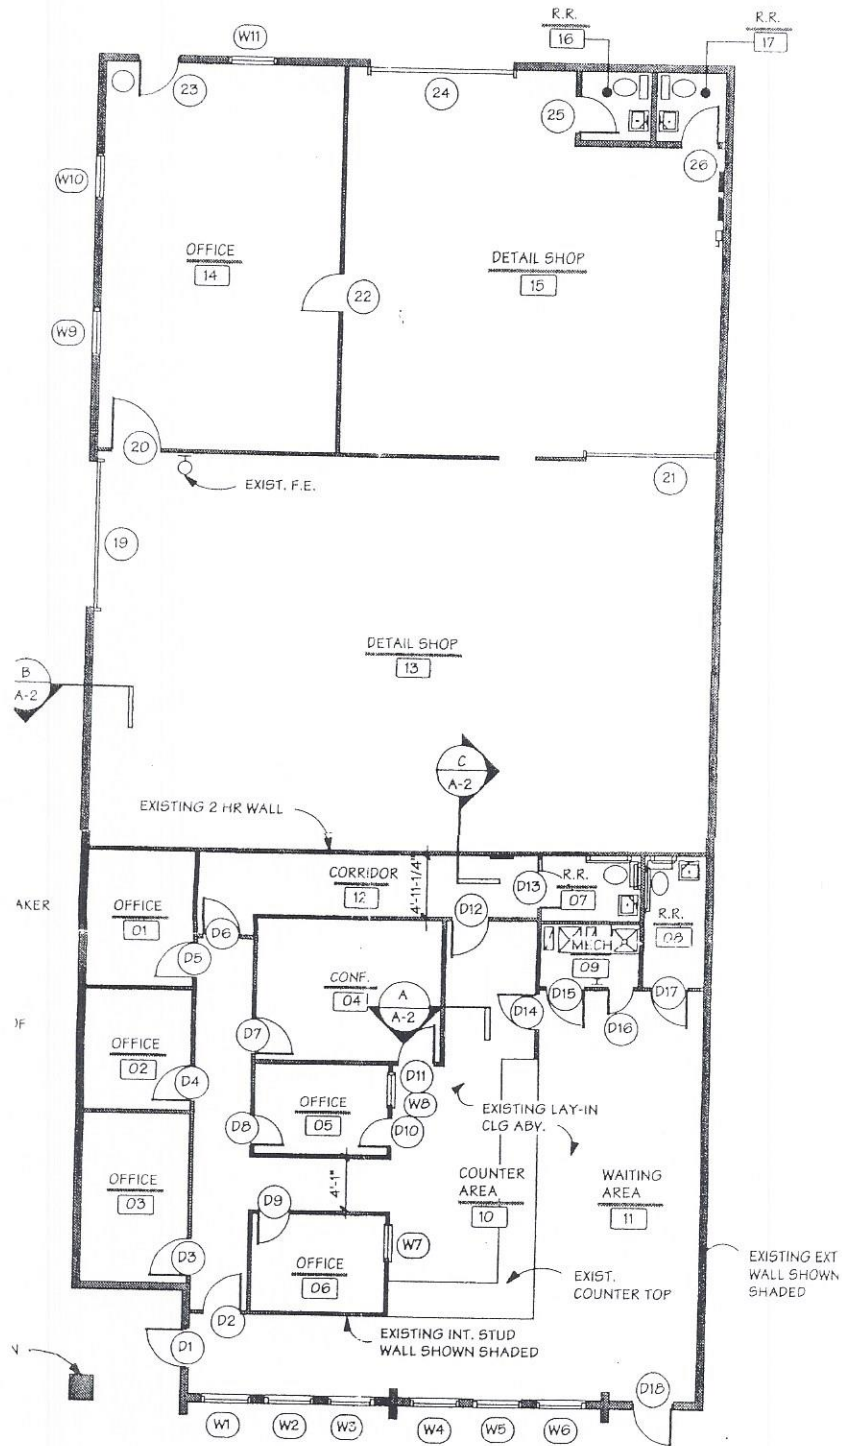 R.R.
16
R.R.
17
W11
23
24
25
26
W10
OFFICE
14
DETAIL SHOP
15
22
W9
20
EXIST. F.E.
21
19
DETAIL SHOP
13
B
A-2
C
A-2
EXISTING 2 HR WALL
CORRIDOR
12
4'-11-1/4"
D13
R.R.
07
AKER
OFFICE
01
D6
D12
R.R.
08
D5
MECH
09
CONF.
04
A
A-2
D15
D17
D14
D16
OF
OFFICE
02
D7
D4
D11
W8
OFFICE
05
D8
D10
EXISTING LAY-IN
CLG ABV.
OFFICE
03
4'-1"
COUNTER
AREA
10
WAITING
AREA
11
D9
W7
D3
OFFICE
06
EXIST.
COUNTER TOP
EXISTING EXT
WALL SHOWN
SHADED
D2
D1
EXISTING INT. STUD
WALL SHOWN SHADED
N
D18
W1
W2
W3
W4
W5
W6